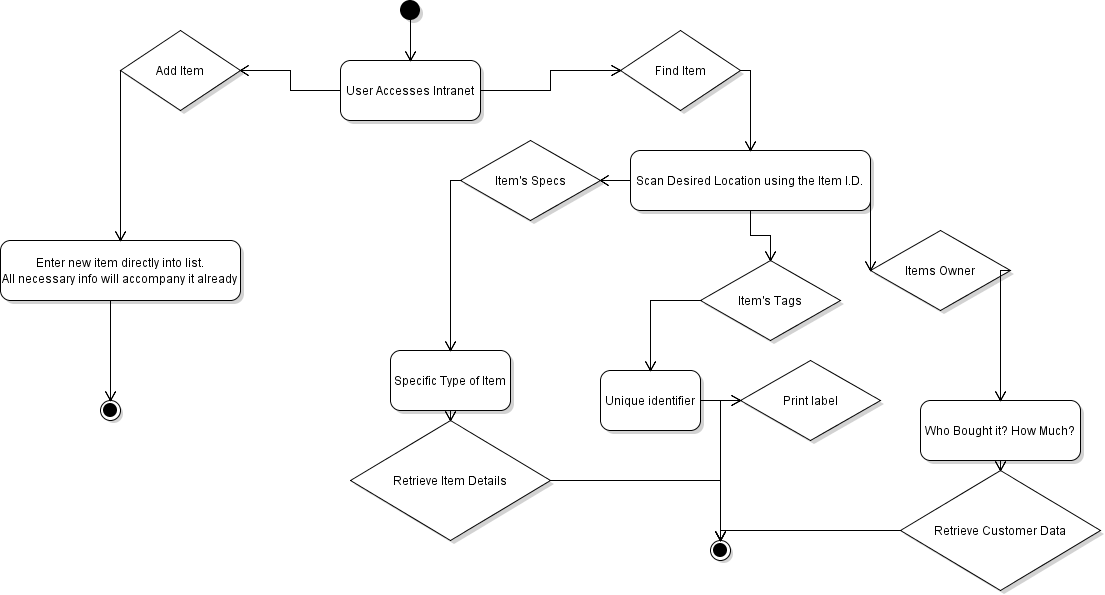 Add Item
User Accesses Intranet
Find Item
Item's Specs
Scan Desired Location using the Item I.D.
Enter new item directly into list.
All necessary info will accompany it already
Items Owner
Item's Tags
Specific Type of Item
Unique identifier
Print label
Who Bought it? How Much?
Retrieve Item Details
Retrieve Customer Data